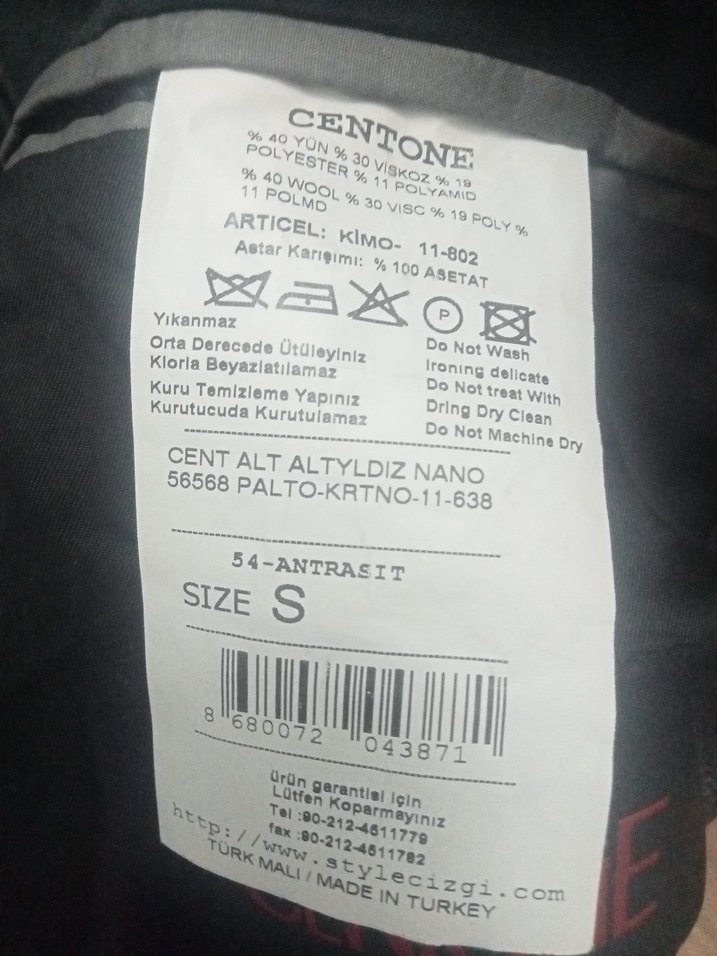 CENTONE
% 40 YÜN % 30 VİSKOZ % 19
POLYESTER % 11 POLYAMID
% 40 WOOL % 30 VISC % 19 POLY %
11 POLMD
ARTICEL: KİMO- 11-802
Astar Karışımı: % 100 ASETAT
P
Yıkanmaz
Orta Derecede Ütüleyiniz
Klorla Beyazlatılamaz
Kuru Temizleme Yapınız
Kurutucuda Kurutulamaz
Do Not Wash
Ironing delicate
Do Not treat With
Dring Dry Clean
Do Not Machine Dry
CENT ALT ALTYLDIZ NANO
56568 PALTO-KRTNO-11-638
54-ANTRASIT
SIZE S
8 680072 043871
ürün garantisi için
Lütfen Koparmayınız
Tel :90-212-4611779
fax :90-212-4611782
http://www.stylecizgi.com
TÜRK MALI / MADE IN TURKEY